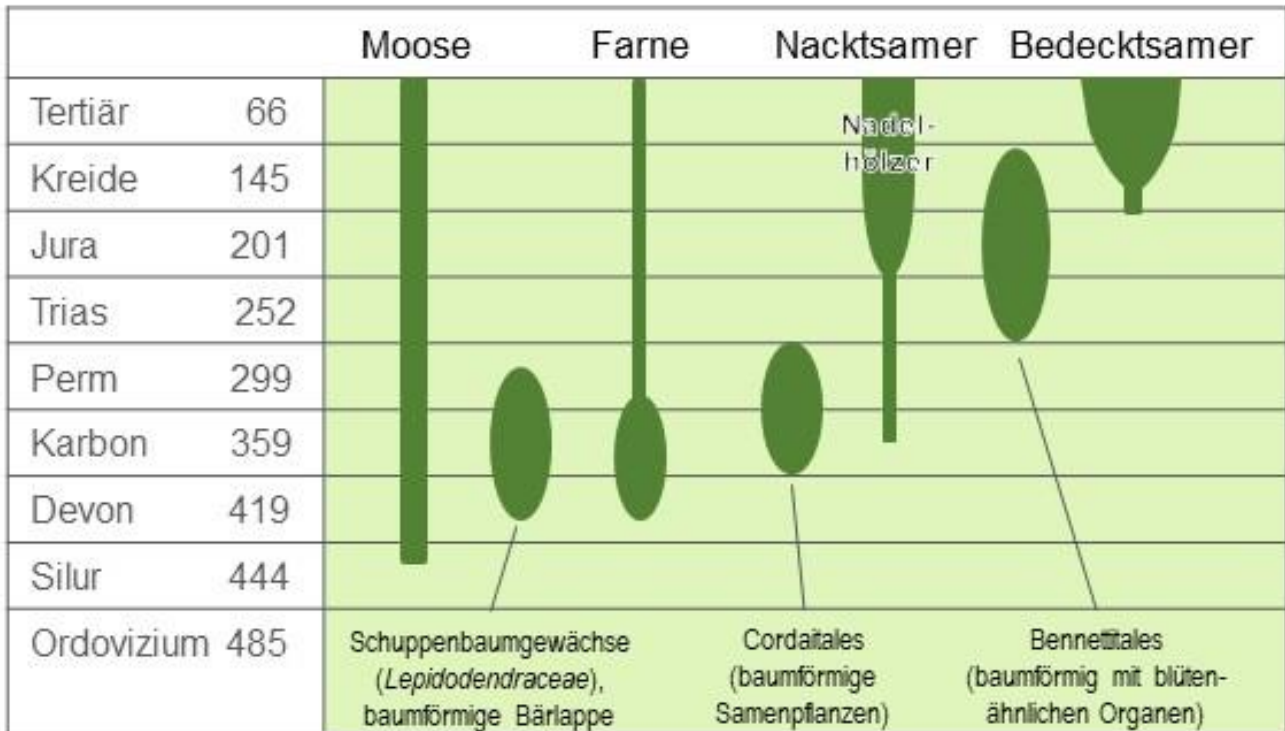 Moose Farne Nacktsamer Bedecktsamer
Tertiär 66
Nadel-
hölzer
Kreide 145
Jura 201
Trias 252
Perm 299
Karbon 359
Devon 419
Silur 444
Ordovizium 485
Schuppenbaumgewächse
(Lepidodendraceae),
baumförmige Bärlappe
Cordaitales
(baumförmige
Samenpflanzen)
Bennettitales
(baumförmig mit blüten-
ähnlichen Organen)